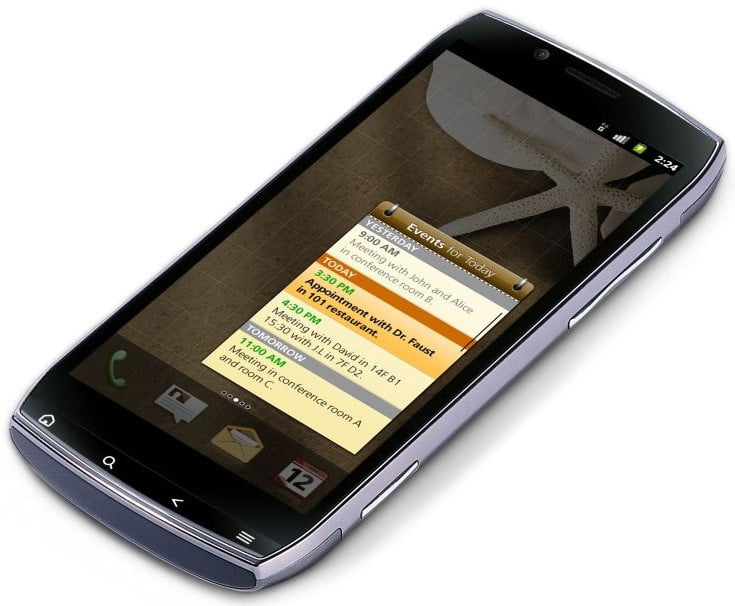 2:24
Events for Today
YESTERDAY
9:00 AM
Meeting with John and Alice
in conference room B.
TODAY
3:30 PM
Appointment with Dr. Faust
in 101 restaurant.
4:30 PM
Meeting with David in 14F B1
15:30 with J.L in 7F D2.
TOMORROW
11:00 AM
Meeting in conference room A
and room C.
12